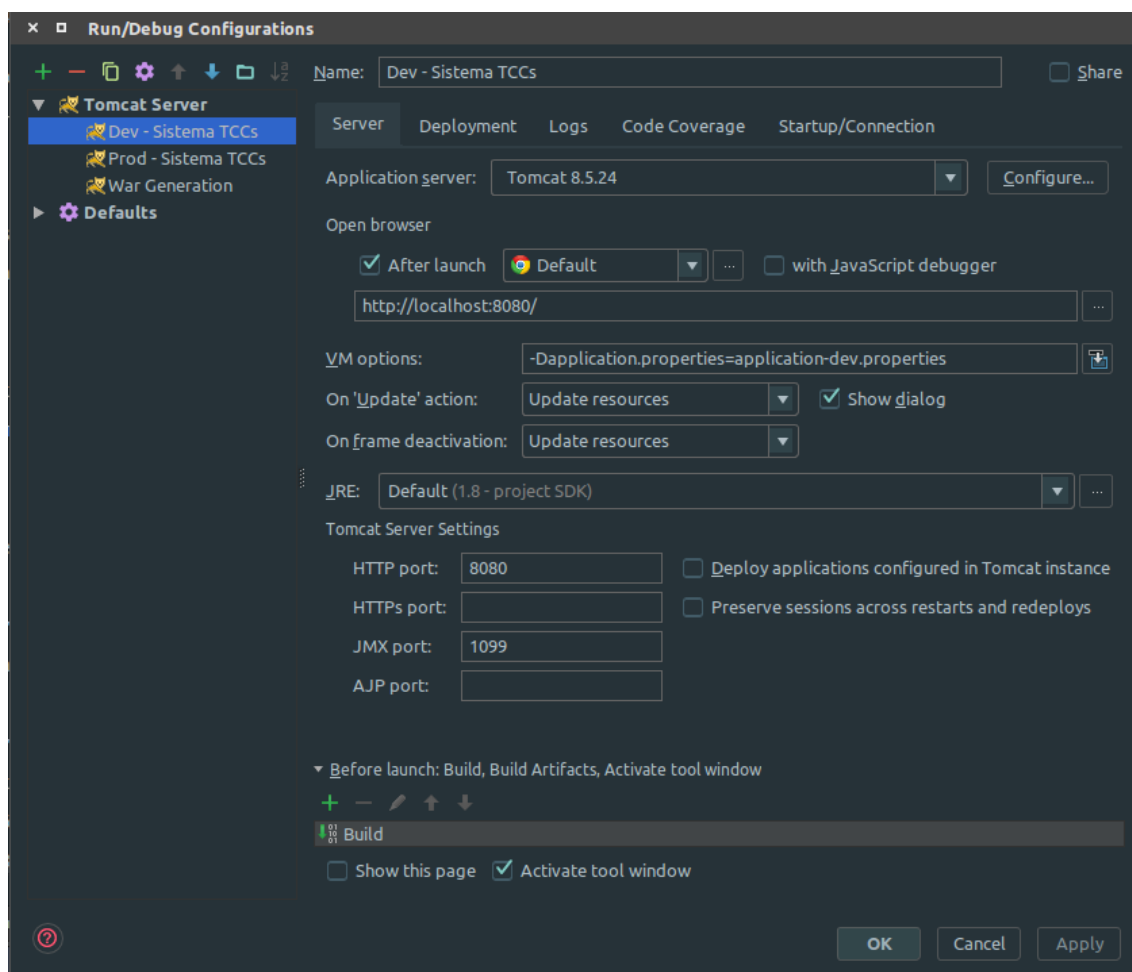 Run/Debug Configurations
Name: Dev - Sistema TCCs Share
Tomcat Server
Dev - Sistema TCCs
Prod - Sistema TCCs
War Generation
Defaults
Server Deployment Logs Code Coverage Startup/Connection
Application server: Tomcat 8.5.24 Configure...
Open browser
After launch Default ... with JavaScript debugger
http://localhost:8080/ ...
VM options: -Dapplication.properties=application-dev.properties
On 'Update' action: Update resources Show dialog
On frame deactivation: Update resources
JRE: Default (1.8 - project SDK) ...
Tomcat Server Settings
HTTP port: 8080 Deploy applications configured in Tomcat instance
HTTPs port: Preserve sessions across restarts and redeploys
JMX port: 1099
AJP port:
Before launch: Build, Build Artifacts, Activate tool window
Build
Show this page Activate tool window
OK Cancel Apply